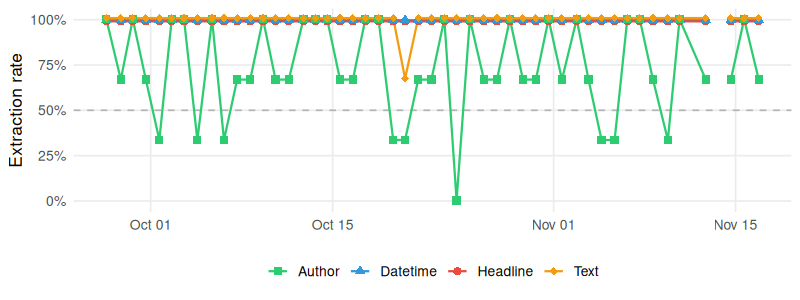 100%
75%
50%
25%
0%
Extraction rate
Oct 01 Oct 15 Nov 01 Nov 15
Author Datetime Headline Text